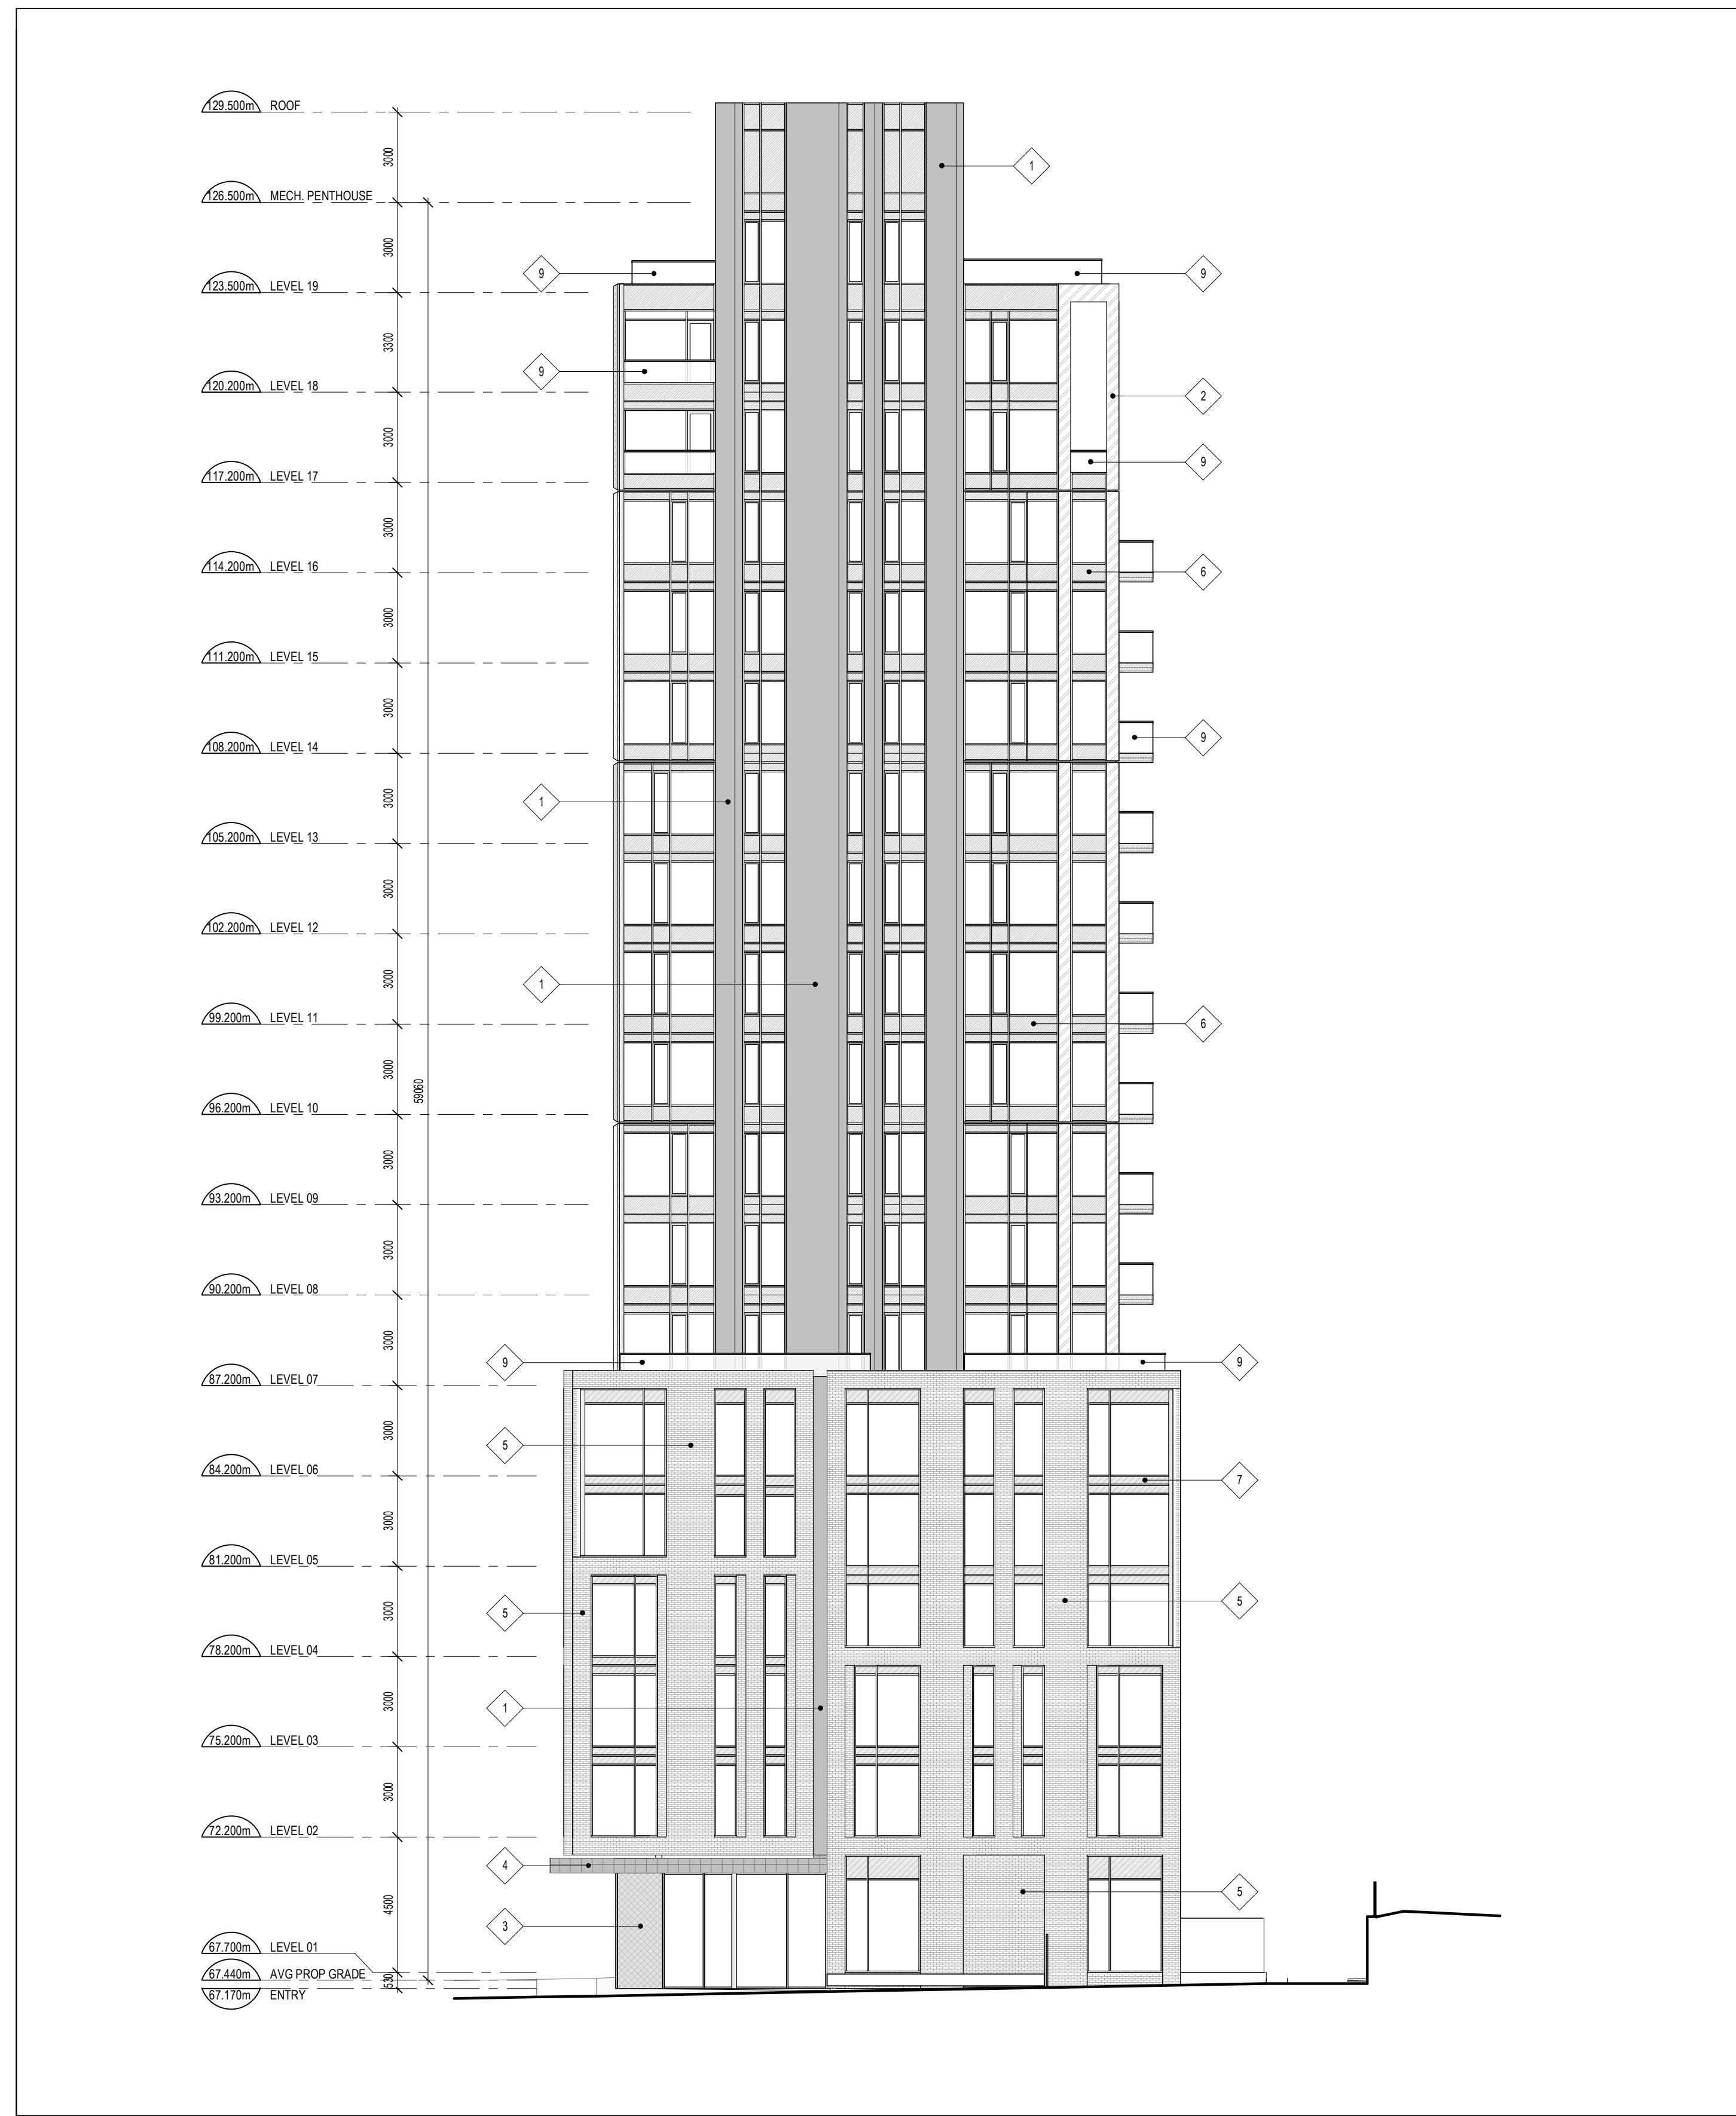 129.500m ROOF
3000
1
126.500m MECH. PENTHOUSE
3000
9
9
123.500m LEVEL 19
3300
9
120.200m LEVEL 18
2
3000
9
117.200m LEVEL 17
3000
114.200m LEVEL 16
6
3000
111.200m LEVEL 15
3000
9
108.200m LEVEL 14
3000
1
105.200m LEVEL 13
3000
102.200m LEVEL 12
3000
1
99.200m LEVEL 11
6
3000
59060
96.200m LEVEL 10
3000
93.200m LEVEL 09
3000
90.200m LEVEL 08
3000
9
9
87.200m LEVEL 07
3000
5
84.200m LEVEL 06
7
3000
81.200m LEVEL 05
3000
5
5
78.200m LEVEL 04
3000
1
75.200m LEVEL 03
3000
72.200m LEVEL 02
4
4500
5
3
67.700m LEVEL 01
67.440m AVG PROP GRADE
530
67.170m ENTRY